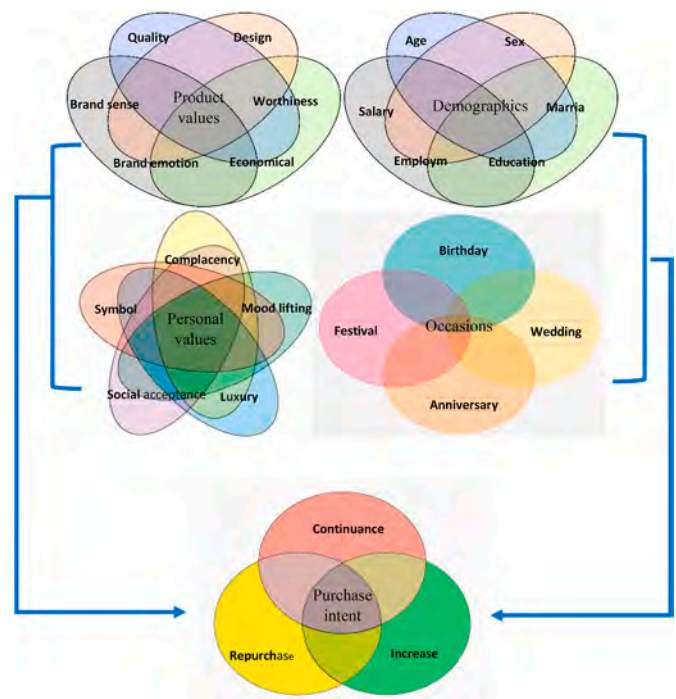 Quality
Design
Brand sense
Product
values
Worthiness
Brand emotion
Economical
Age
Sex
Salary
Demographics
Marria
Employm
Education
Complacency
Symbol
Mood lifting
Personal
values
Social acceptance
Luxury
Birthday
Festival
Occasions
Wedding
Anniversary
Continuance
Purchase
intent
Repurchase
Increase